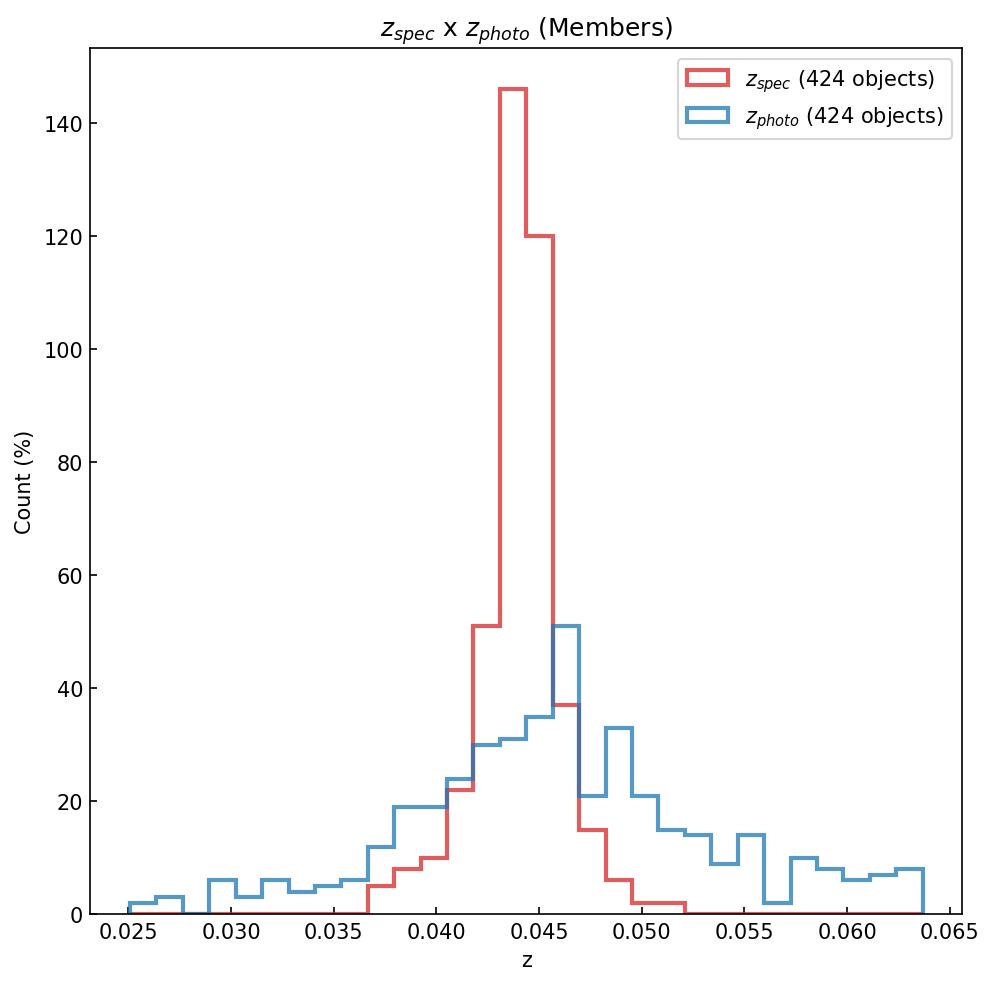 z_spec x z_photo (Members)
z_spec (424 objects)
z_photo (424 objects)
140
120
100
80
60
40
20
0
Count (%)
0.025 0.030 0.035 0.040 0.045 0.050 0.055 0.060 0.065
z